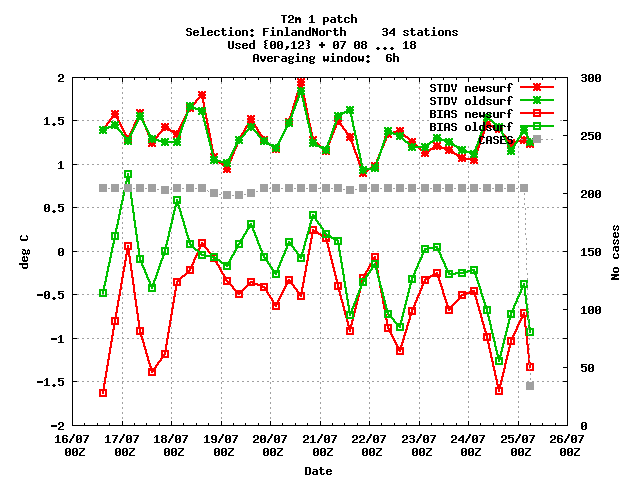 T2m 1 patch
Selection: FinlandNorth 34 stations
Used {00,12} + 07 08 ... 18
Averaging window: 6h
STDV newsurf
STDV oldsurf
BIAS newsurf
BIAS oldsurf
CASES
2
1.5
1
0.5
0
-0.5
-1
-1.5
-2
deg C
300
250
200
150
100
50
0
No cases
16/07 17/07 18/07 19/07 20/07 21/07 22/07 23/07 24/07 25/07 26/07
00Z 00Z 00Z 00Z 00Z 00Z 00Z 00Z 00Z 00Z 00Z
Date